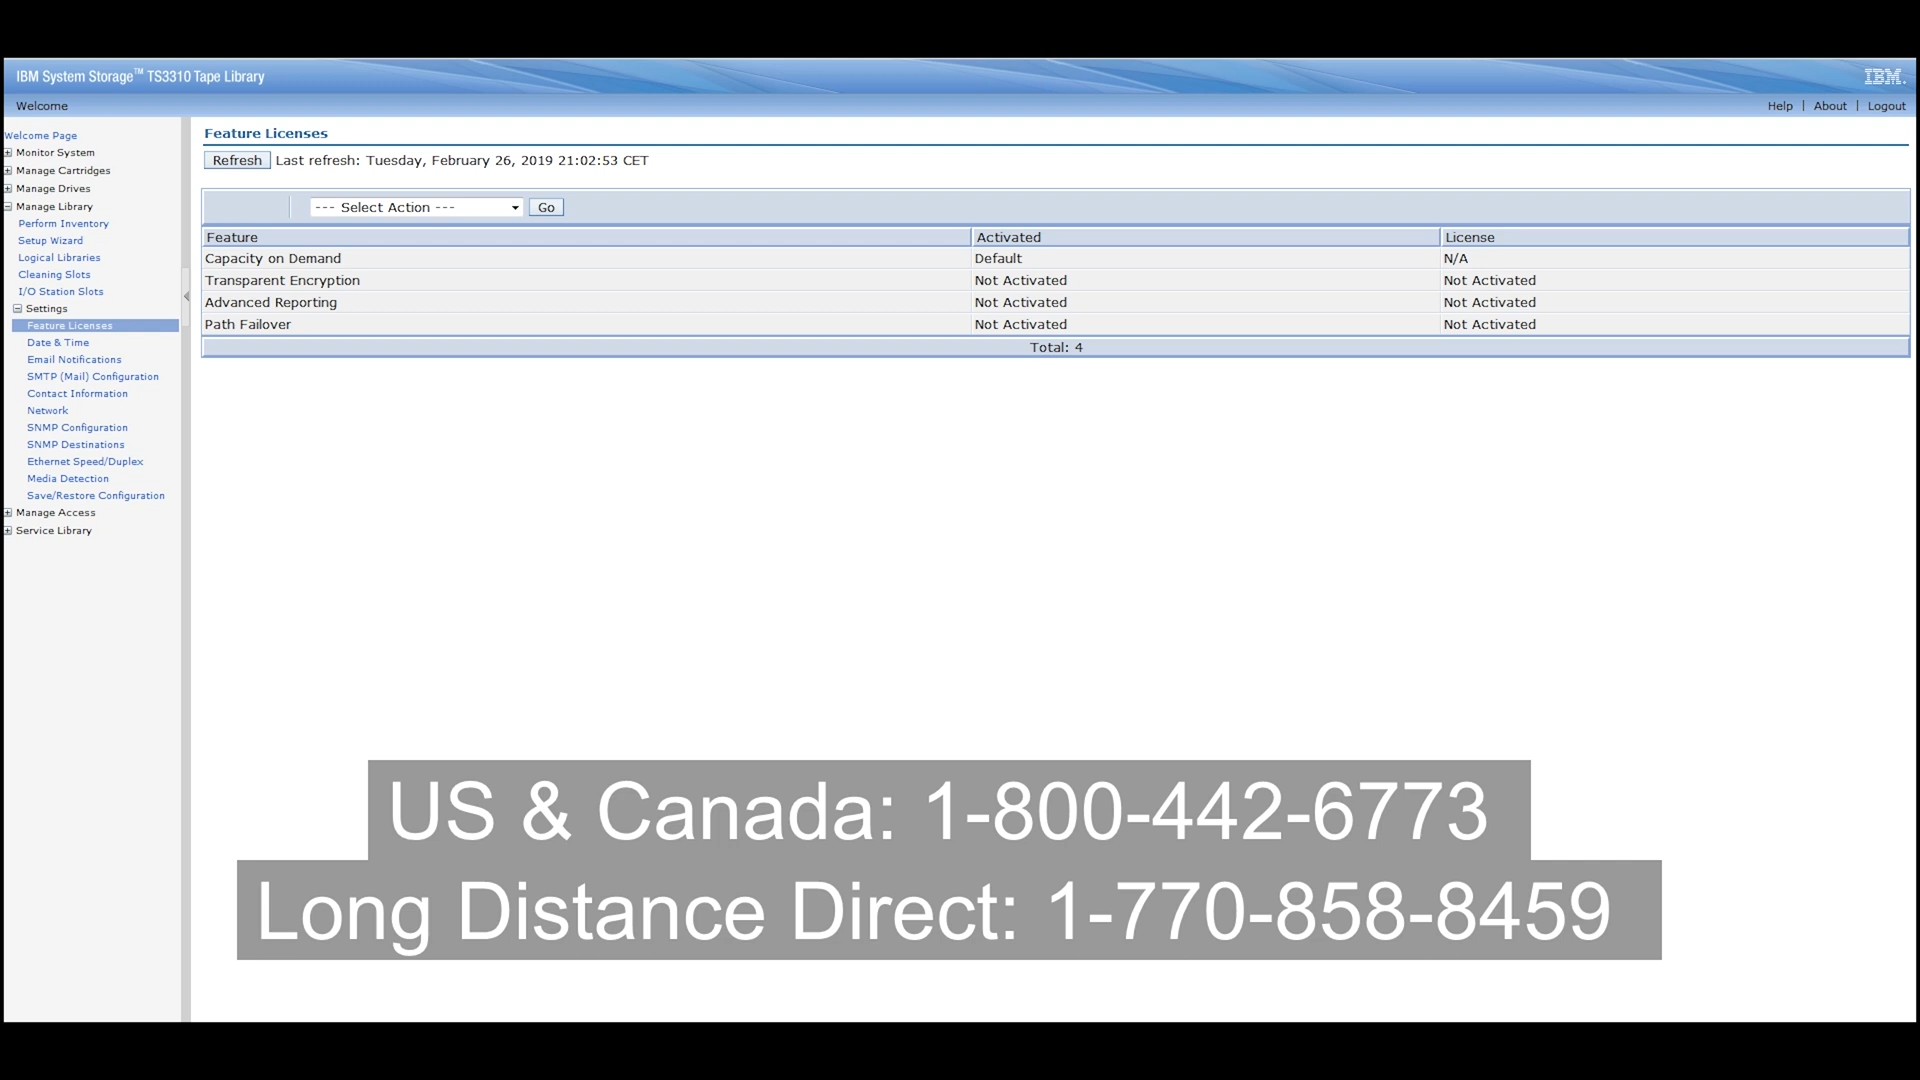 IBM System Storage™ TS3310 Tape Library
IBM.
Welcome
Help | About | Logout
Welcome Page
Monitor System
Manage Cartridges
Manage Drives
Manage Library
Perform Inventory
Setup Wizard
Logical Libraries
Cleaning Slots
I/O Station Slots
Settings
Feature Licenses
Date & Time
Email Notifications
SMTP (Mail) Configuration
Contact Information
Network
SNMP Configuration
SNMP Destinations
Ethernet Speed/Duplex
Media Detection
Save/Restore Configuration
Manage Access
Service Library
Feature Licenses
Refresh Last refresh: Tuesday, February 26, 2019 21:02:53 CET
--- Select Action --- Go
Feature Activated License
Capacity on Demand Default N/A
Transparent Encryption Not Activated Not Activated
Advanced Reporting Not Activated Not Activated
Path Failover Not Activated Not Activated
Total: 4
US & Canada: 1-800-442-6773
Long Distance Direct: 1-770-858-8459